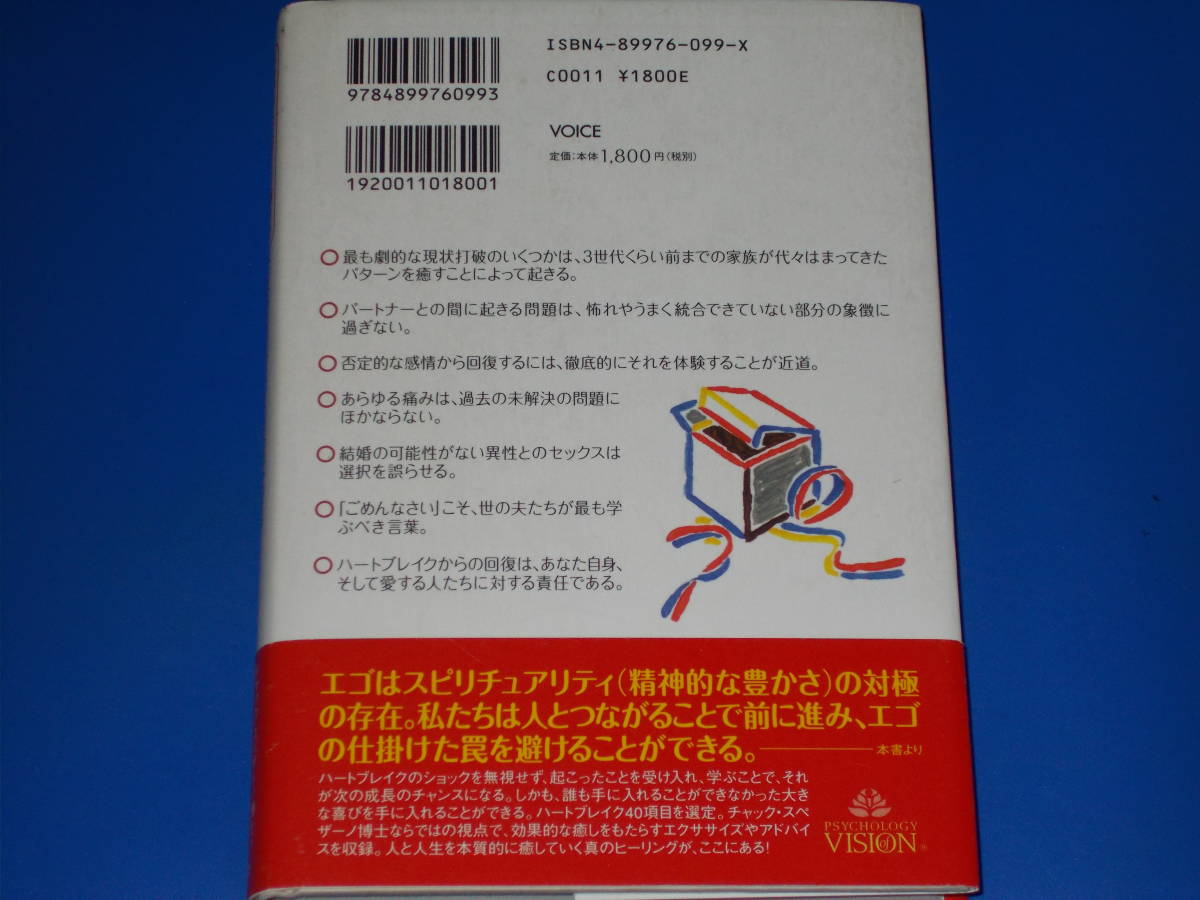 ISBN4-89976-099-X
9784899760993
C0011 ¥1800E
VOICE
定価:本体1,800円(税別)
1920011018001
○ 最も劇的な現状打破のいくつかは、3世代くらい前までの家族が代々はまってきた
パターンを癒すことによって起きる。
○ パートナーとの間に起きる問題は、怖れやうまく統合できていない部分の象徴に
過ぎない。
○ 否定的な感情から回復するには、徹底的にそれを体験することが近道。
○ あらゆる痛みは、過去の未解決の問題に
ほかならない。
○ 結婚の可能性がない異性とのセックスは
選択を誤らせる。
○ 「ごめんなさい」こそ、世の夫たちが最も学
ぶべき言葉。
○ ハートブレイクからの回復は、あなた自身、
そして愛する人たちに対する責任である。
エゴはスピリチュアリティ(精神的な豊かさ)の対極
の存在。私たちは人とつながることで前に進み、エゴ
の仕掛けた罠を避けることができる。――本書より
ハートブレイクのショックを無視せず、起こったことを受け入れ、学ぶことで、それ
が次の成長のチャンスになる。しかも、誰も手に入れることができなかった大き
な喜びを手に入れることができる。ハートブレイク40項目を選定。チャック・スペ
ザーノ博士ならではの視点で、効果的な癒しをもたらすエクササイズやアドバイ
スを収録。人と人生を本質的に癒していく真のヒーリングが、ここにある!
PSYCHOLOGY
OF
VISION®